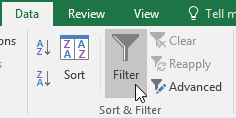 Data Review View Tell m
ons
A Z
Z A
Z A A Z
Sort
Filter
Clear
Reapply
Advanced
Sort & Filter